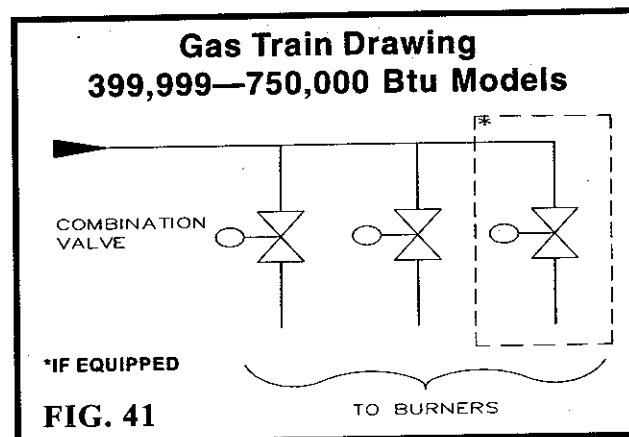 Gas Train Drawing
399,999—750,000 Btu Models
*
COMBINATION
VALVE
*IF EQUIPPED
TO BURNERS
FIG. 41